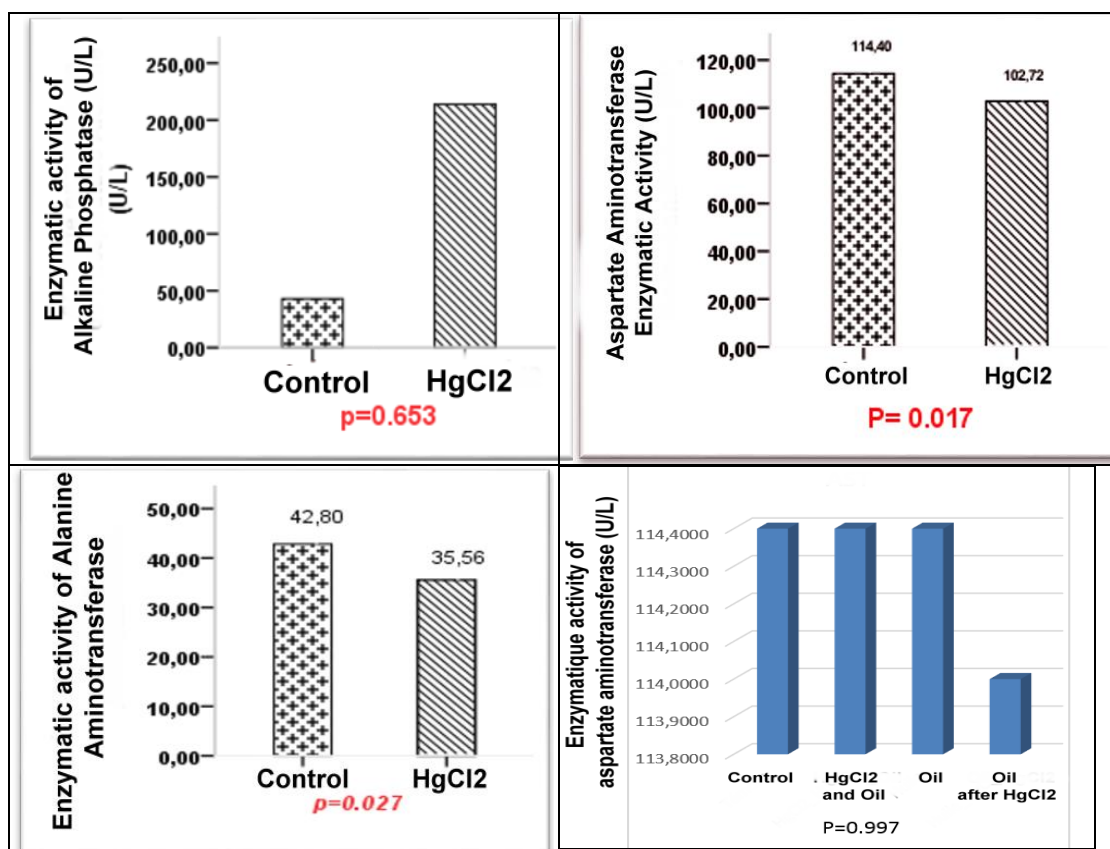 Enzymatic activity of
Alkaline Phosphatase (U/L)
(U/L)
250,00
200,00
150,00
100,00
50,00
0,00
Control
HgCl2
p=0.653
Aspartate Aminotransferase
Enzymatic Activity (U/L)
120,00
100,00
80,00
60,00
40,00
20,00
0,00
114,40
102,72
Control
HgCl2
P= 0.017
Enzymatic activity of Alanine
Aminotransferase
50,00
40,00
30,00
20,00
10,00
0,00
42,80
35,56
Control
HgCl2
p=0.027
Enzymatique activity of
aspartate aminotransferase (U/L)
114,4000
114,3000
114,2000
114,1000
114,0000
113,9000
113,8000
Control
HgCl2
and Oil
Oil
Oil
after HgCl2
P=0.997